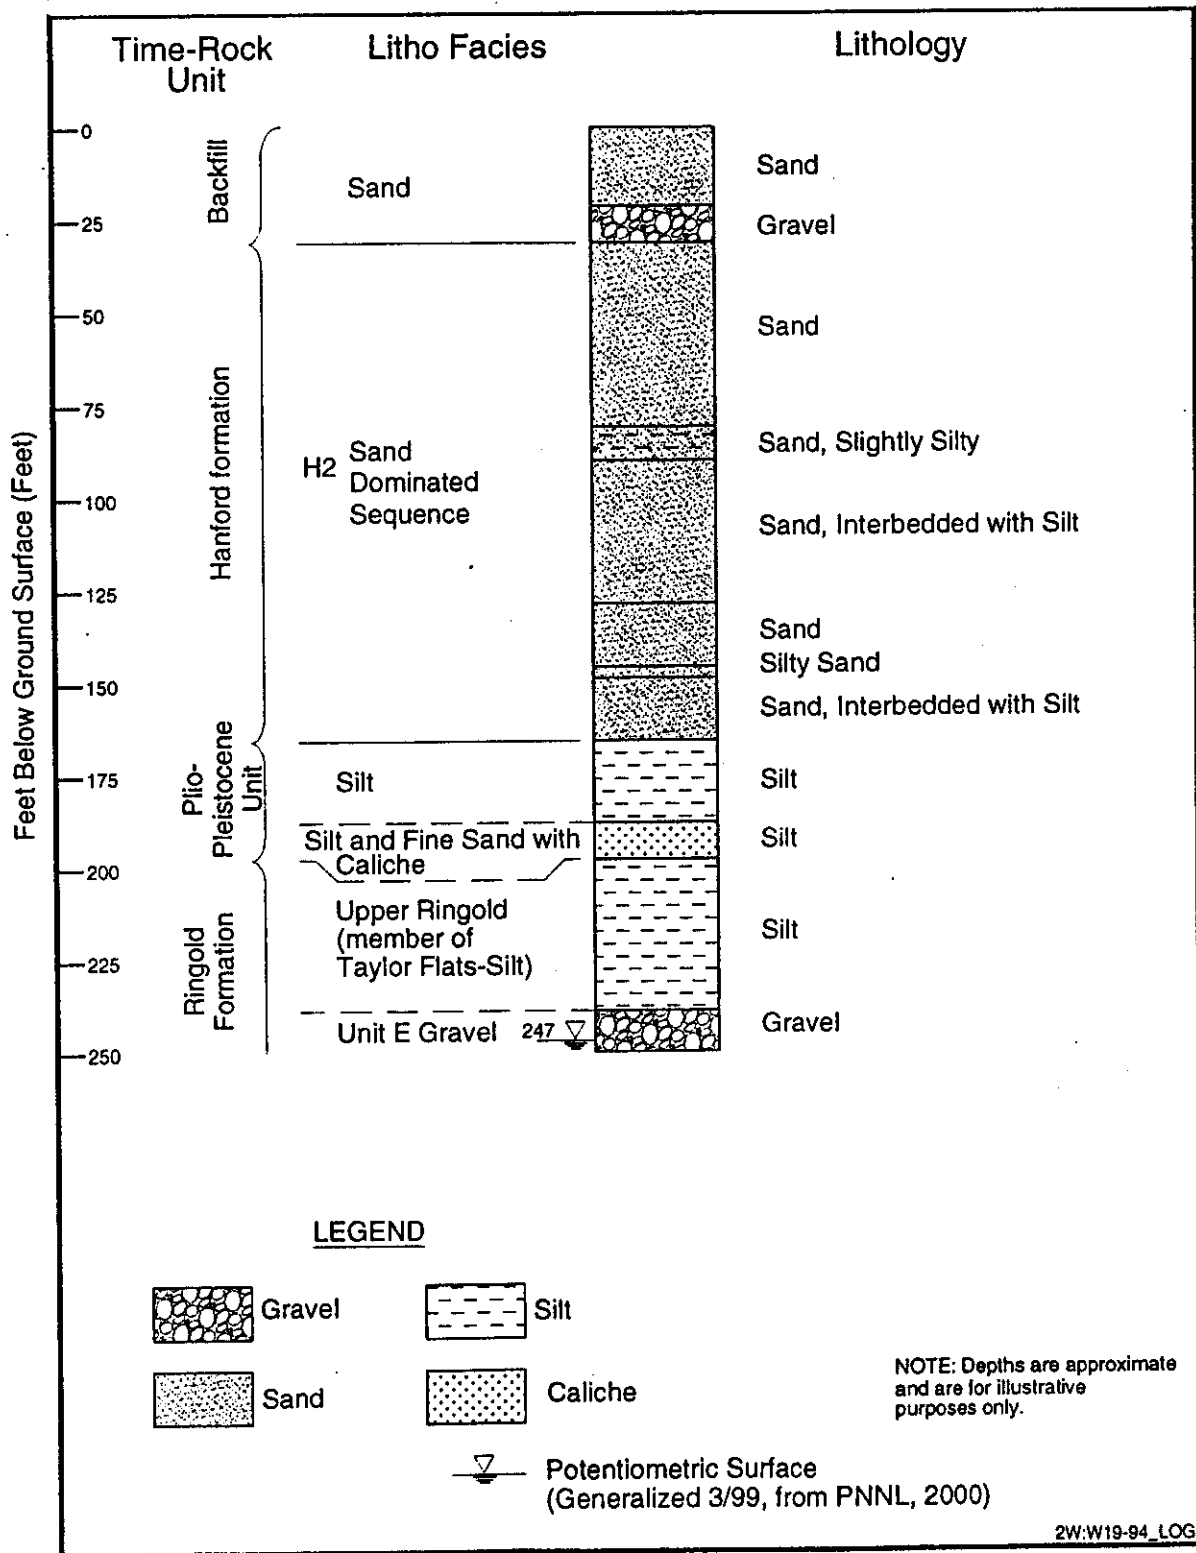 Time-Rock
Unit
Litho Facies
Lithology
Feet Below Ground Surface (Feet)
0
25
50
75
100
125
150
175
200
225
250
Backfill
Hanford formation
Plio-
Pleistocene
Unit
Ringold
Formation
Sand
H2 Sand
Dominated
Sequence
Silt
Silt and Fine Sand with
Caliche
Upper Ringold
(member of
Taylor Flats-Silt)
Unit E Gravel 247
Sand
Gravel
Sand
Sand, Slightly Silty
Sand, Interbedded with Silt
Sand
Silty Sand
Sand, Interbedded with Silt
Silt
Silt
Silt
Gravel
LEGEND
Gravel
Silt
Sand
Caliche
NOTE: Depths are approximate
and are for illustrative
purposes only.
Potentiometric Surface
(Generalized 3/99, from PNNL, 2000)
2W:W19-94_LOG